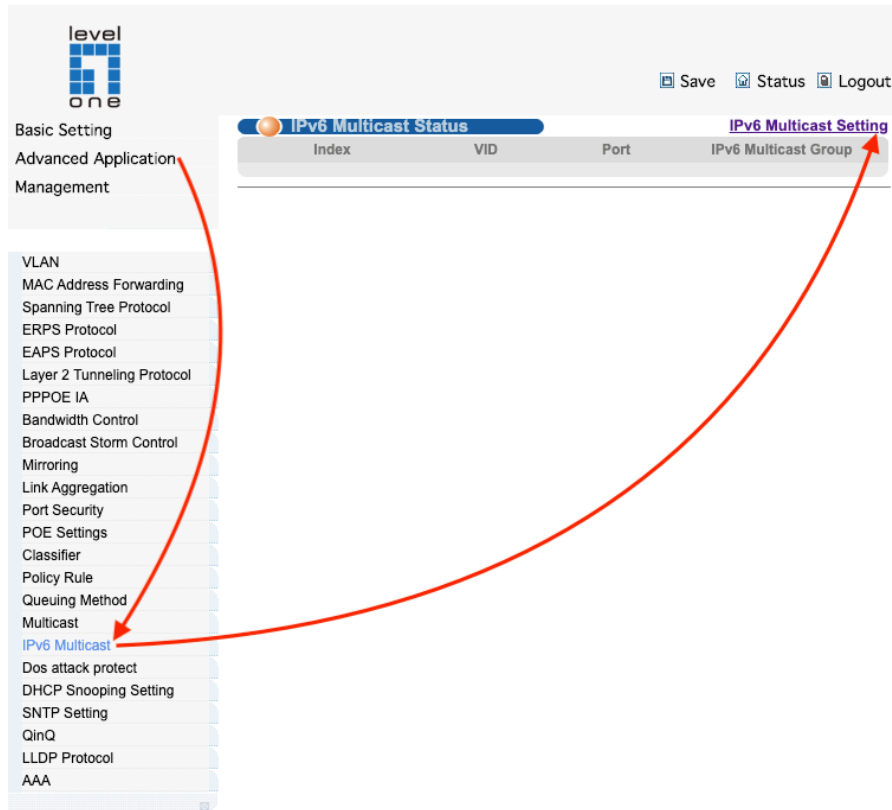 level
one
Save Status Logout
Basic Setting
Advanced Application
Management
IPv6 Multicast Status IPv6 Multicast Setting
Index VID Port IPv6 Multicast Group
VLAN
MAC Address Forwarding
Spanning Tree Protocol
ERPS Protocol
EAPS Protocol
Layer 2 Tunneling Protocol
PPPOE IA
Bandwidth Control
Broadcast Storm Control
Mirroring
Link Aggregation
Port Security
POE Settings
Classifier
Policy Rule
Queuing Method
Multicast
IPv6 Multicast
Dos attack protect
DHCP Snooping Setting
SNTP Setting
QinQ
LLDP Protocol
AAA